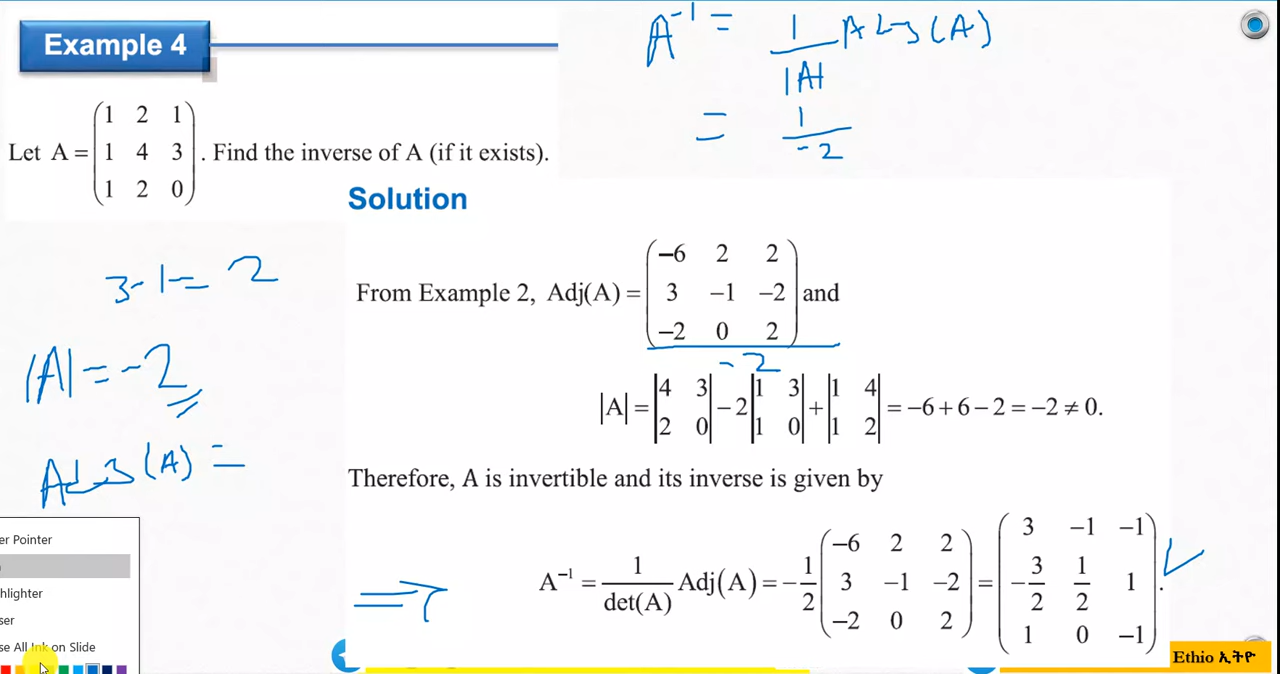 Example 4
A⁻¹ = 1/|A| Adj(A)
= 1/-2
Let A = (1 2 1; 1 4 3; 1 2 0). Find the inverse of A (if it exists).
Solution
3-1 = 2
From Example 2, Adj(A) = (−6 2 2; 3 −1 −2; −2 0 2) and
-2
|A| = -2
|A| = |4 3; 2 0| − 2|1 3; 1 0| + |1 4; 1 2| = −6 + 6 − 2 = −2 ≠ 0.
Adj(A) =
Therefore, A is invertible and its inverse is given by
A⁻¹ = 1/det(A) Adj(A) = −1/2 (−6 2 2; 3 −1 −2; −2 0 2) = (3 −1 −1; −3/2 1/2 1; 1 0 −1).
er Pointer
hlighter
ser
se All Ink on Slide
Ethio ኢትዮ